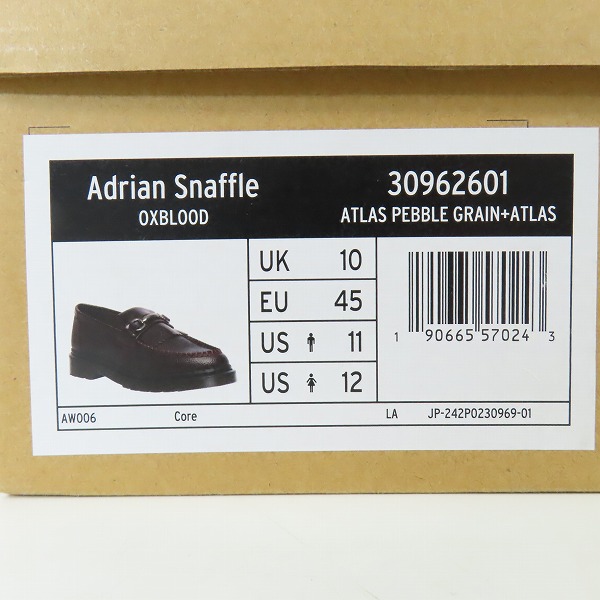 Adrian Snaffle 30962601
OXBLOOD ATLAS PEBBLE GRAIN+ATLAS
UK 10
EU 45
US 11
US 12
1 90665 57024 3
AW006 Core LA JP-242P0230969-01